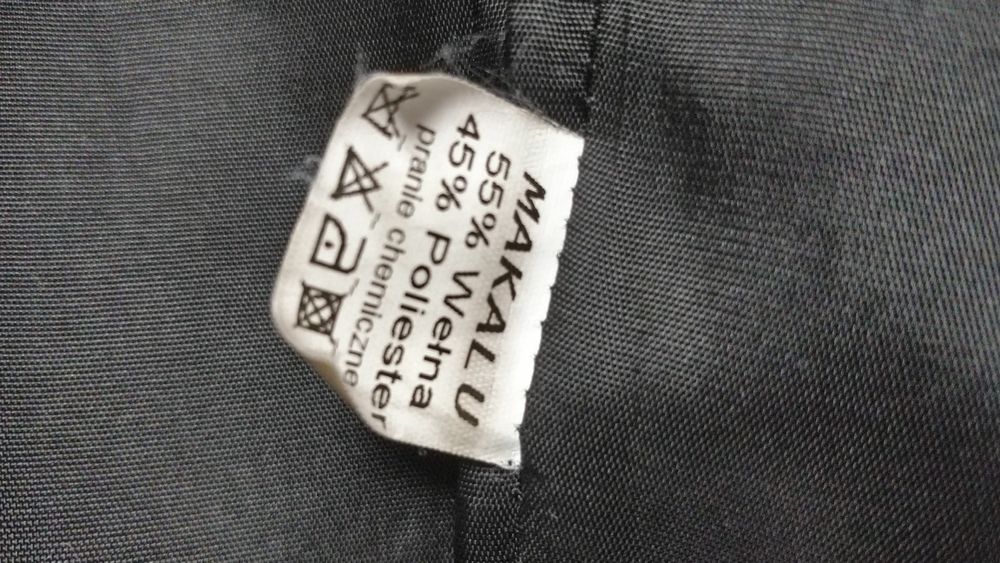 MAKALU
55% Wełna
45% Poliester
pranie chemiczne